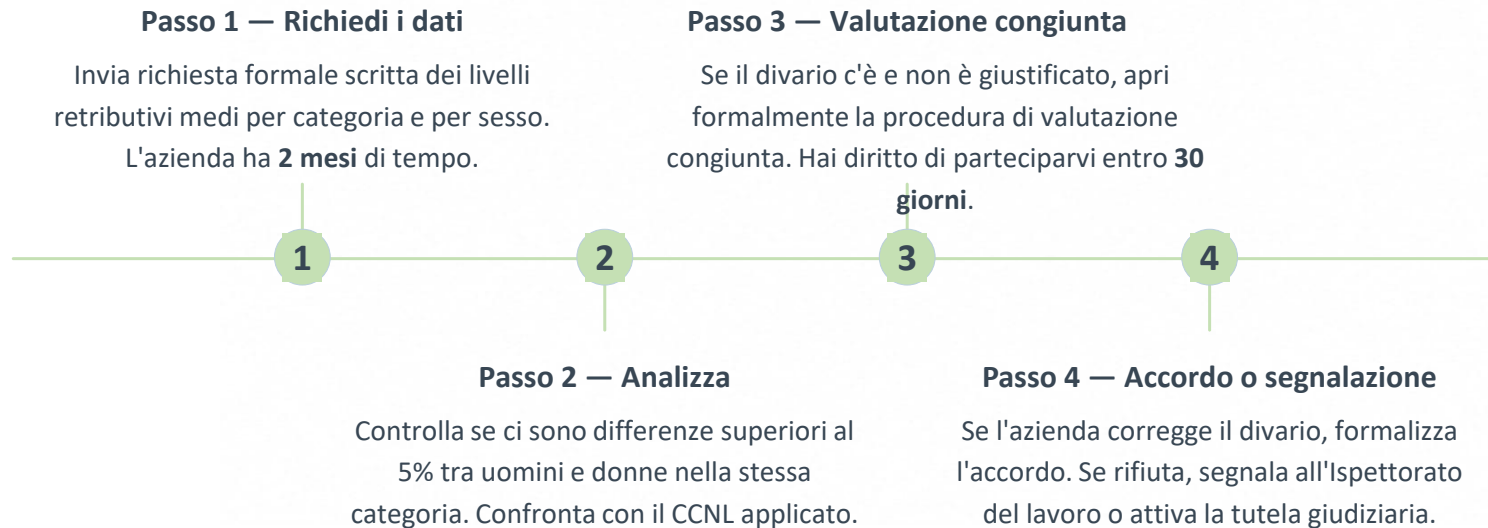 Passo 1 — Richiedi i dati
Invia richiesta formale scritta dei livelli
retributivi medi per categoria e per sesso.
L'azienda ha 2 mesi di tempo.
Passo 3 — Valutazione congiunta
Se il divario c'è e non è giustificato, apri
formalmente la procedura di valutazione
congiunta. Hai diritto di parteciparvi entro 30
giorni.
1
2
3
4
Passo 2 — Analizza
Controlla se ci sono differenze superiori al
5% tra uomini e donne nella stessa
categoria. Confronta con il CCNL applicato.
Passo 4 — Accordo o segnalazione
Se l'azienda corregge il divario, formalizza
l'accordo. Se rifiuta, segnala all'Ispettorato
del lavoro o attiva la tutela giudiziaria.